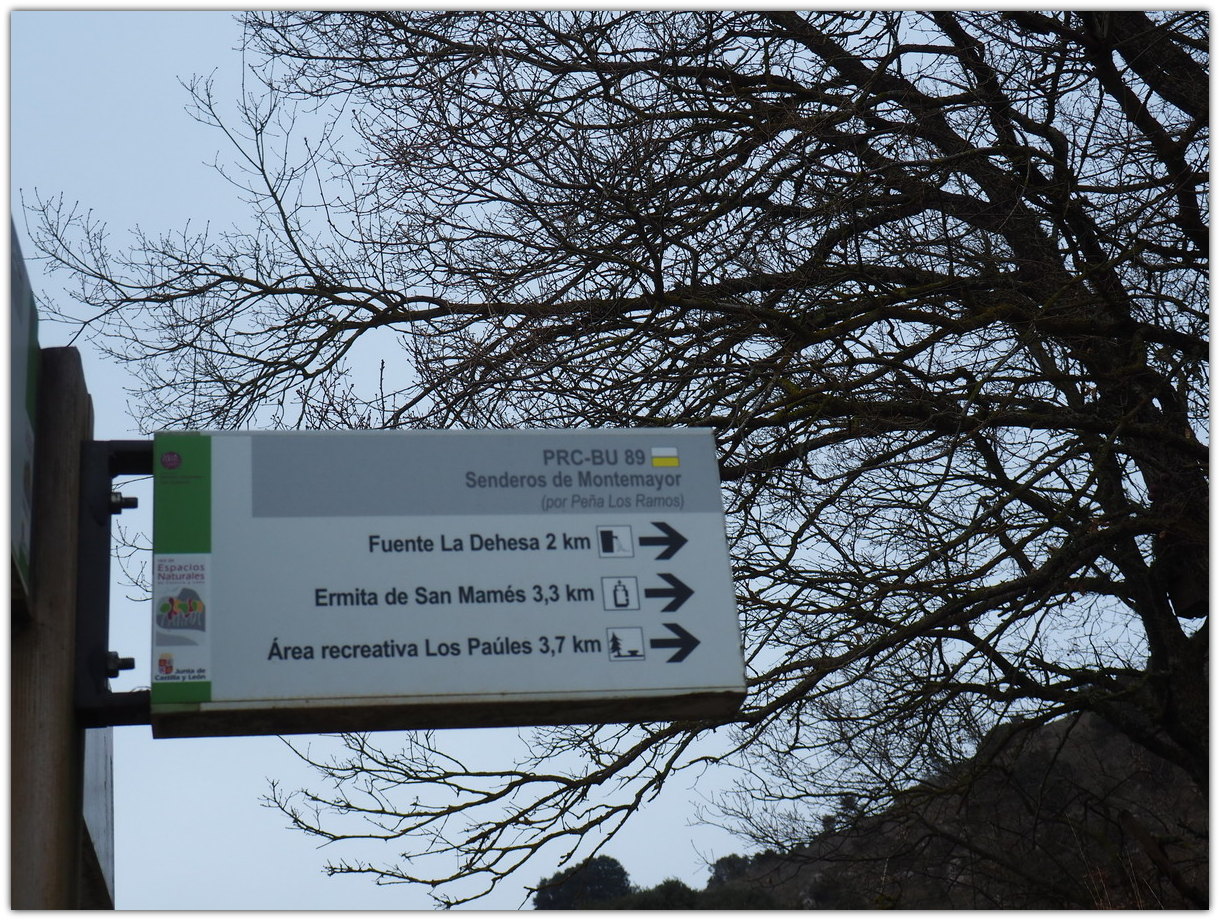 PRC-BU 89
Senderos de Montemayor
(por Peña Los Ramos)
Fuente La Dehesa 2 km
Ermita de San Mamés 3,3 km
Área recreativa Los Paúles 3,7 km
Espacios
Naturales
Junta de
Castilla y León